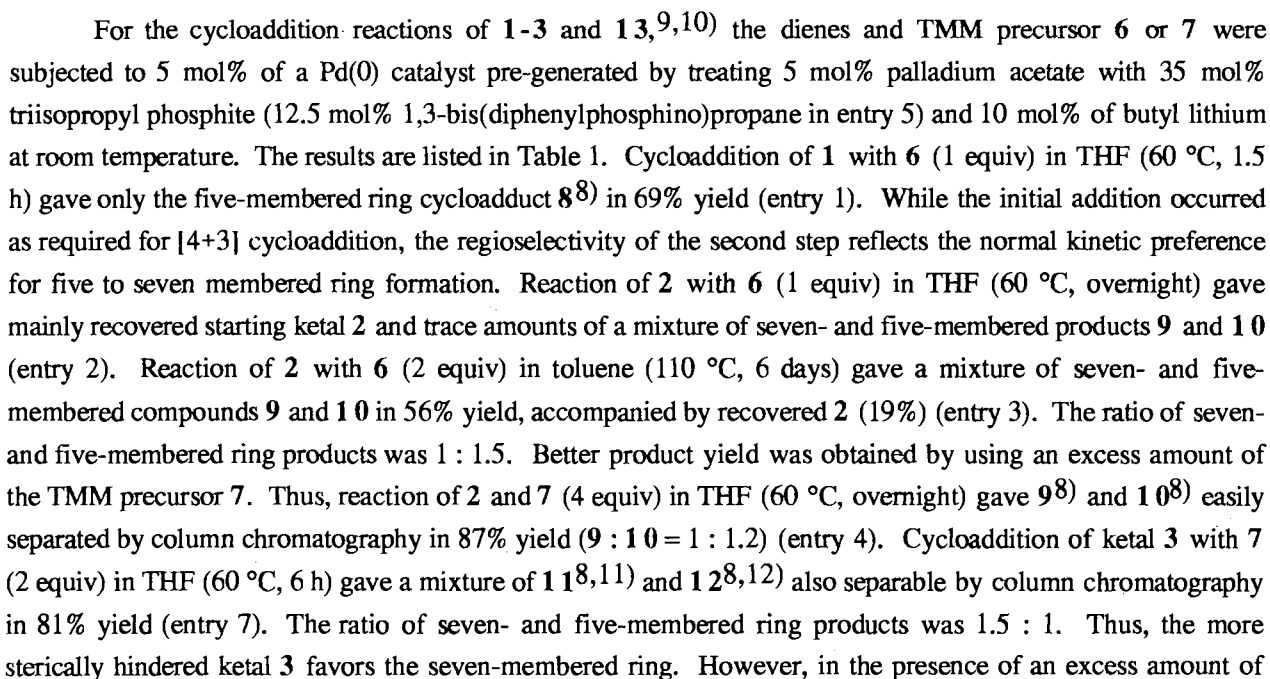 For the cycloaddition reactions of 1-3 and 13,9,10) the dienes and TMM precursor 6 or 7 were
subjected to 5 mol% of a Pd(0) catalyst pre-generated by treating 5 mol% palladium acetate with 35 mol%
triisopropyl phosphite (12.5 mol% 1,3-bis(diphenylphosphino)propane in entry 5) and 10 mol% of butyl lithium
at room temperature. The results are listed in Table 1. Cycloaddition of 1 with 6 (1 equiv) in THF (60 °C, 1.5
h) gave only the five-membered ring cycloadduct 88) in 69% yield (entry 1). While the initial addition occurred
as required for [4+3] cycloaddition, the regioselectivity of the second step reflects the normal kinetic preference
for five to seven membered ring formation. Reaction of 2 with 6 (1 equiv) in THF (60 °C, overnight) gave
mainly recovered starting ketal 2 and trace amounts of a mixture of seven- and five-membered products 9 and 10
(entry 2). Reaction of 2 with 6 (2 equiv) in toluene (110 °C, 6 days) gave a mixture of seven- and five-
membered compounds 9 and 10 in 56% yield, accompanied by recovered 2 (19%) (entry 3). The ratio of seven-
and five-membered ring products was 1 : 1.5. Better product yield was obtained by using an excess amount of
the TMM precursor 7. Thus, reaction of 2 and 7 (4 equiv) in THF (60 °C, overnight) gave 98) and 108) easily
separated by column chromatography in 87% yield (9 : 10 = 1 : 1.2) (entry 4). Cycloaddition of ketal 3 with 7
(2 equiv) in THF (60 °C, 6 h) gave a mixture of 118,11) and 128,12) also separable by column chromatography
in 81% yield (entry 7). The ratio of seven- and five-membered ring products was 1.5 : 1. Thus, the more
sterically hindered ketal 3 favors the seven-membered ring. However, in the presence of an excess amount of